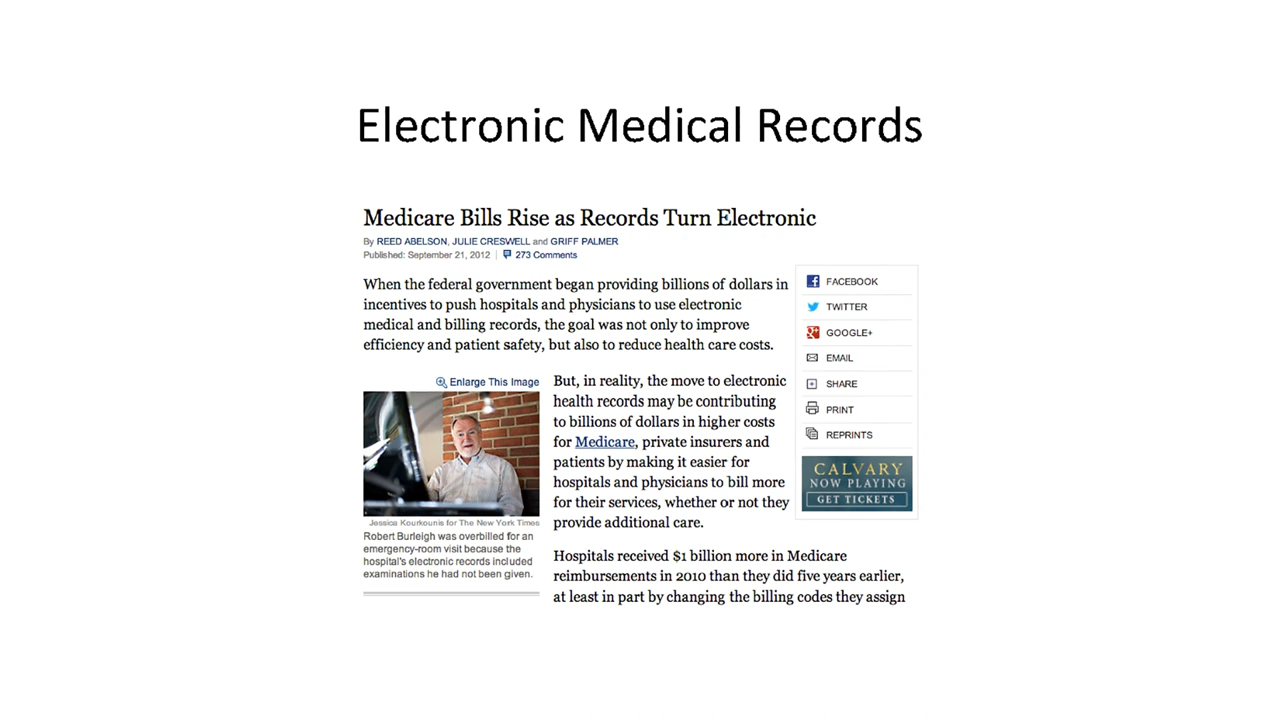 Electronic Medical Records
Medicare Bills Rise as Records Turn Electronic
By REED ABELSON, JULIE CRESWELL and GRIFF PALMER
Published: September 21, 2012 | 273 Comments
When the federal government began providing billions of dollars in
incentives to push hospitals and physicians to use electronic
medical and billing records, the goal was not only to improve
efficiency and patient safety, but also to reduce health care costs.
Enlarge This Image
Jessica Kourkounis for The New York Times
Robert Burleigh was overbilled for an
emergency-room visit because the
hospital's electronic records included
examinations he had not been given.
But, in reality, the move to electronic
health records may be contributing
to billions of dollars in higher costs
for Medicare, private insurers and
patients by making it easier for
hospitals and physicians to bill more
for their services, whether or not they
provide additional care.
Hospitals received $1 billion more in Medicare
reimbursements in 2010 than they did five years earlier,
at least in part by changing the billing codes they assign
FACEBOOK
TWITTER
GOOGLE+
EMAIL
SHARE
PRINT
REPRINTS
CALVARY
NOW PLAYING
GET TICKETS